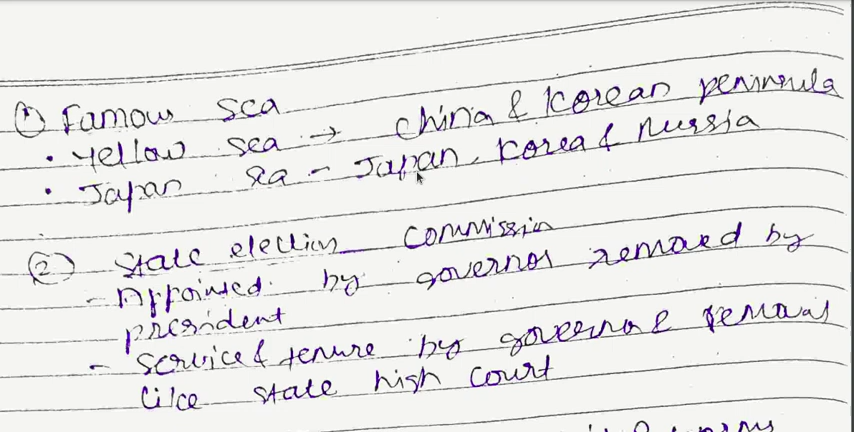 ① Famous sea
• Yellow sea → China & Korean peninsula
• Japan sea - Japan, Korea & Russia
② State election commission
- Appointed by governor removed by
president
- Service & tenure by governor & removal
like state high court